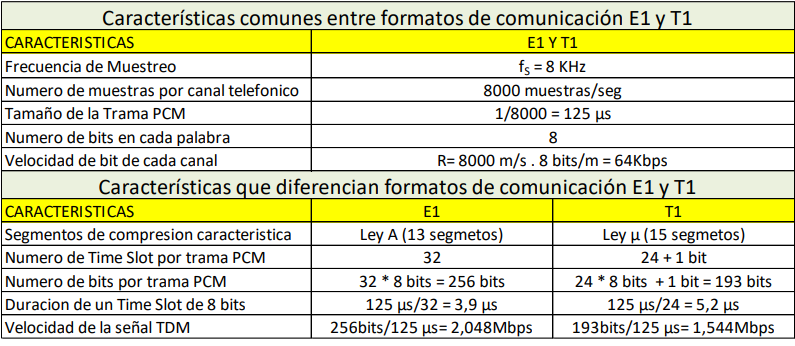 Características comunes entre formatos de comunicación E1 y T1
CARACTERISTICAS E1 Y T1
Frecuencia de Muestreo fS = 8 KHz
Numero de muestras por canal telefonico 8000 muestras/seg
Tamaño de la Trama PCM 1/8000 = 125 μs
Numero de bits en cada palabra 8
Velocidad de bit de cada canal R= 8000 m/s . 8 bits/m = 64Kbps
Características que diferencian formatos de comunicación E1 y T1
CARACTERISTICAS E1 T1
Segmentos de compresion caracteristica Ley A (13 segmetos) Ley μ (15 segmetos)
Numero de Time Slot por trama PCM 32 24 + 1 bit
Numero de bits por trama PCM 32 * 8 bits = 256 bits 24 * 8 bits + 1 bit = 193 bits
Duracion de un Time Slot de 8 bits 125 μs/32 = 3,9 μs 125 μs/24 = 5,2 μs
Velocidad de la señal TDM 256bits/125 μs= 2,048Mbps 193bits/125 μs= 1,544Mbps